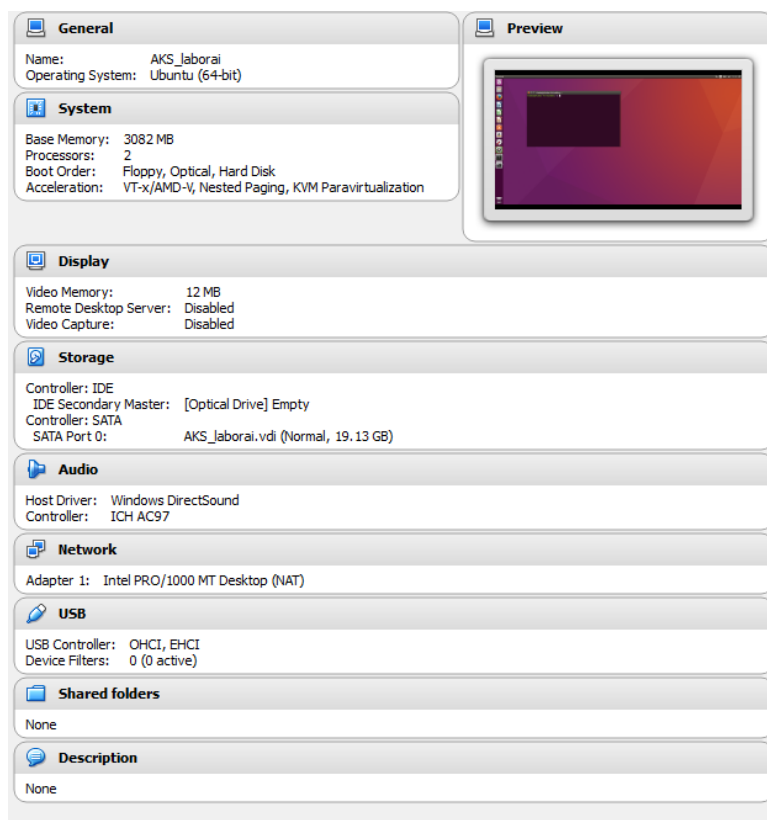 General
Name: AKS_laborai
Operating System: Ubuntu (64-bit)
System
Base Memory: 3082 MB
Processors: 2
Boot Order: Floppy, Optical, Hard Disk
Acceleration: VT-x/AMD-V, Nested Paging, KVM Paravirtualization
Preview
Display
Video Memory: 12 MB
Remote Desktop Server: Disabled
Video Capture: Disabled
Storage
Controller: IDE
IDE Secondary Master: [Optical Drive] Empty
Controller: SATA
SATA Port 0: AKS_laborai.vdi (Normal, 19.13 GB)
Audio
Host Driver: Windows DirectSound
Controller: ICH AC97
Network
Adapter 1: Intel PRO/1000 MT Desktop (NAT)
USB
USB Controller: OHCI, EHCI
Device Filters: 0 (0 active)
Shared folders
None
Description
None